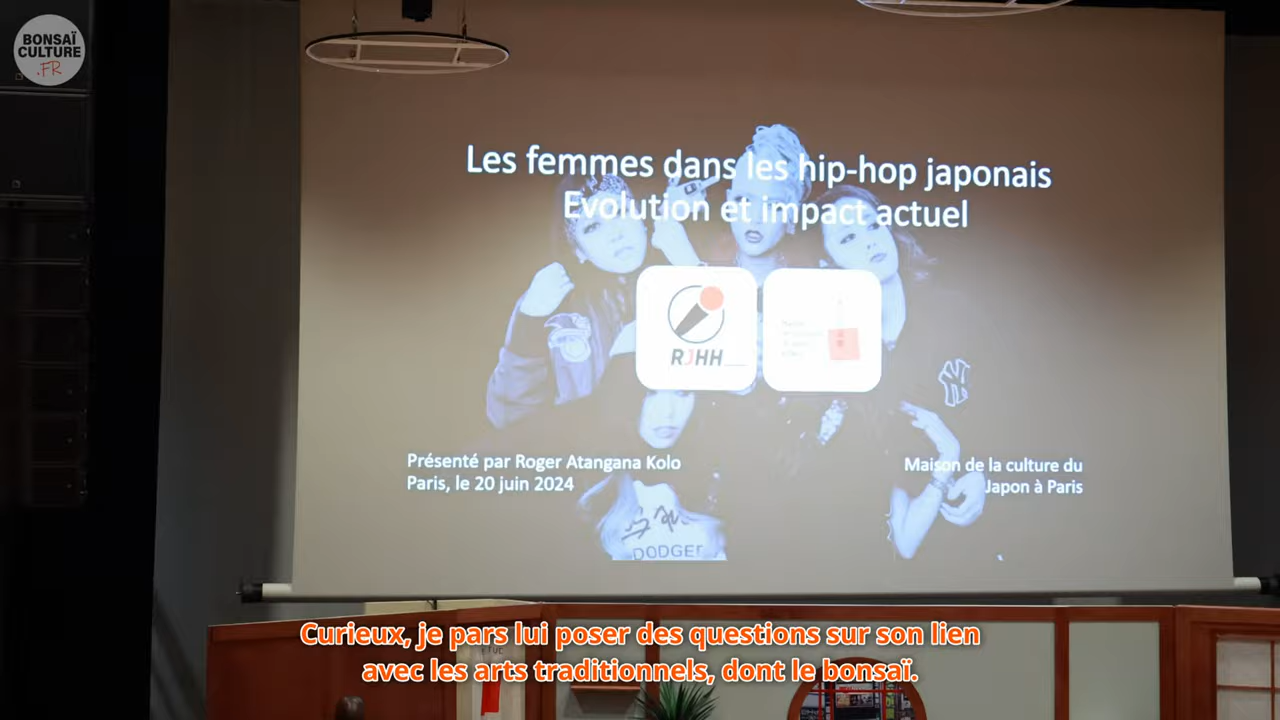 BONSAÏ
CULTURE
.FR
Les femmes dans les hip-hop japonais
Evolution et impact actuel
RJHH
Présenté par Roger Atangana Kolo
Paris, le 20 juin 2024
Maison de la culture du
Japon à Paris
NY
DODGER
Curieux, je pars lui poser des questions sur son lien
avec les arts traditionnels, dont le bonsaï.